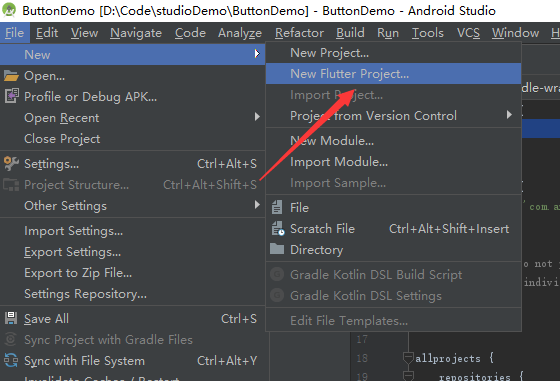 ButtonDemo [D:\Code\studioDemo\ButtonDemo] - ButtonDemo - Android Studio
File Edit View Navigate Code Analyze Refactor Build Run Tools VCS Window Help
New
Open...
Profile or Debug APK...
Open Recent
Close Project
Settings... Ctrl+Alt+S
Project Structure... Ctrl+Alt+Shift+S
Other Settings
Import Settings...
Export Settings...
Export to Zip File...
Settings Repository...
Save All Ctrl+S
Sync Project with Gradle Files
Sync with File System Ctrl+Alt+Y
Invalidate Caches / Restart
New Project...
New Flutter Project...
Import Project...
Project from Version Control
New Module...
Import Module...
Import Sample...
File
Scratch File Ctrl+Alt+Shift+Insert
Directory
Gradle Kotlin DSL Build Script
Gradle Kotlin DSL Settings
Edit File Templates...
dle-wra
'com.an
o not p
indivi
17
18 allprojects {
19 repositories {